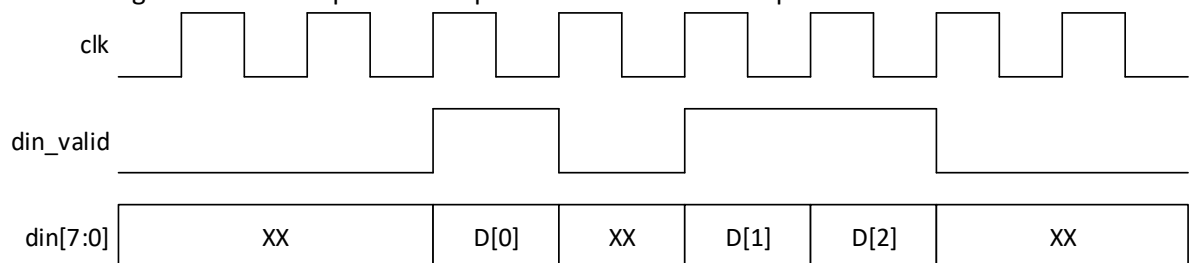 clk
din_valid
din[7:0] XX D[0] XX D[1] D[2] XX